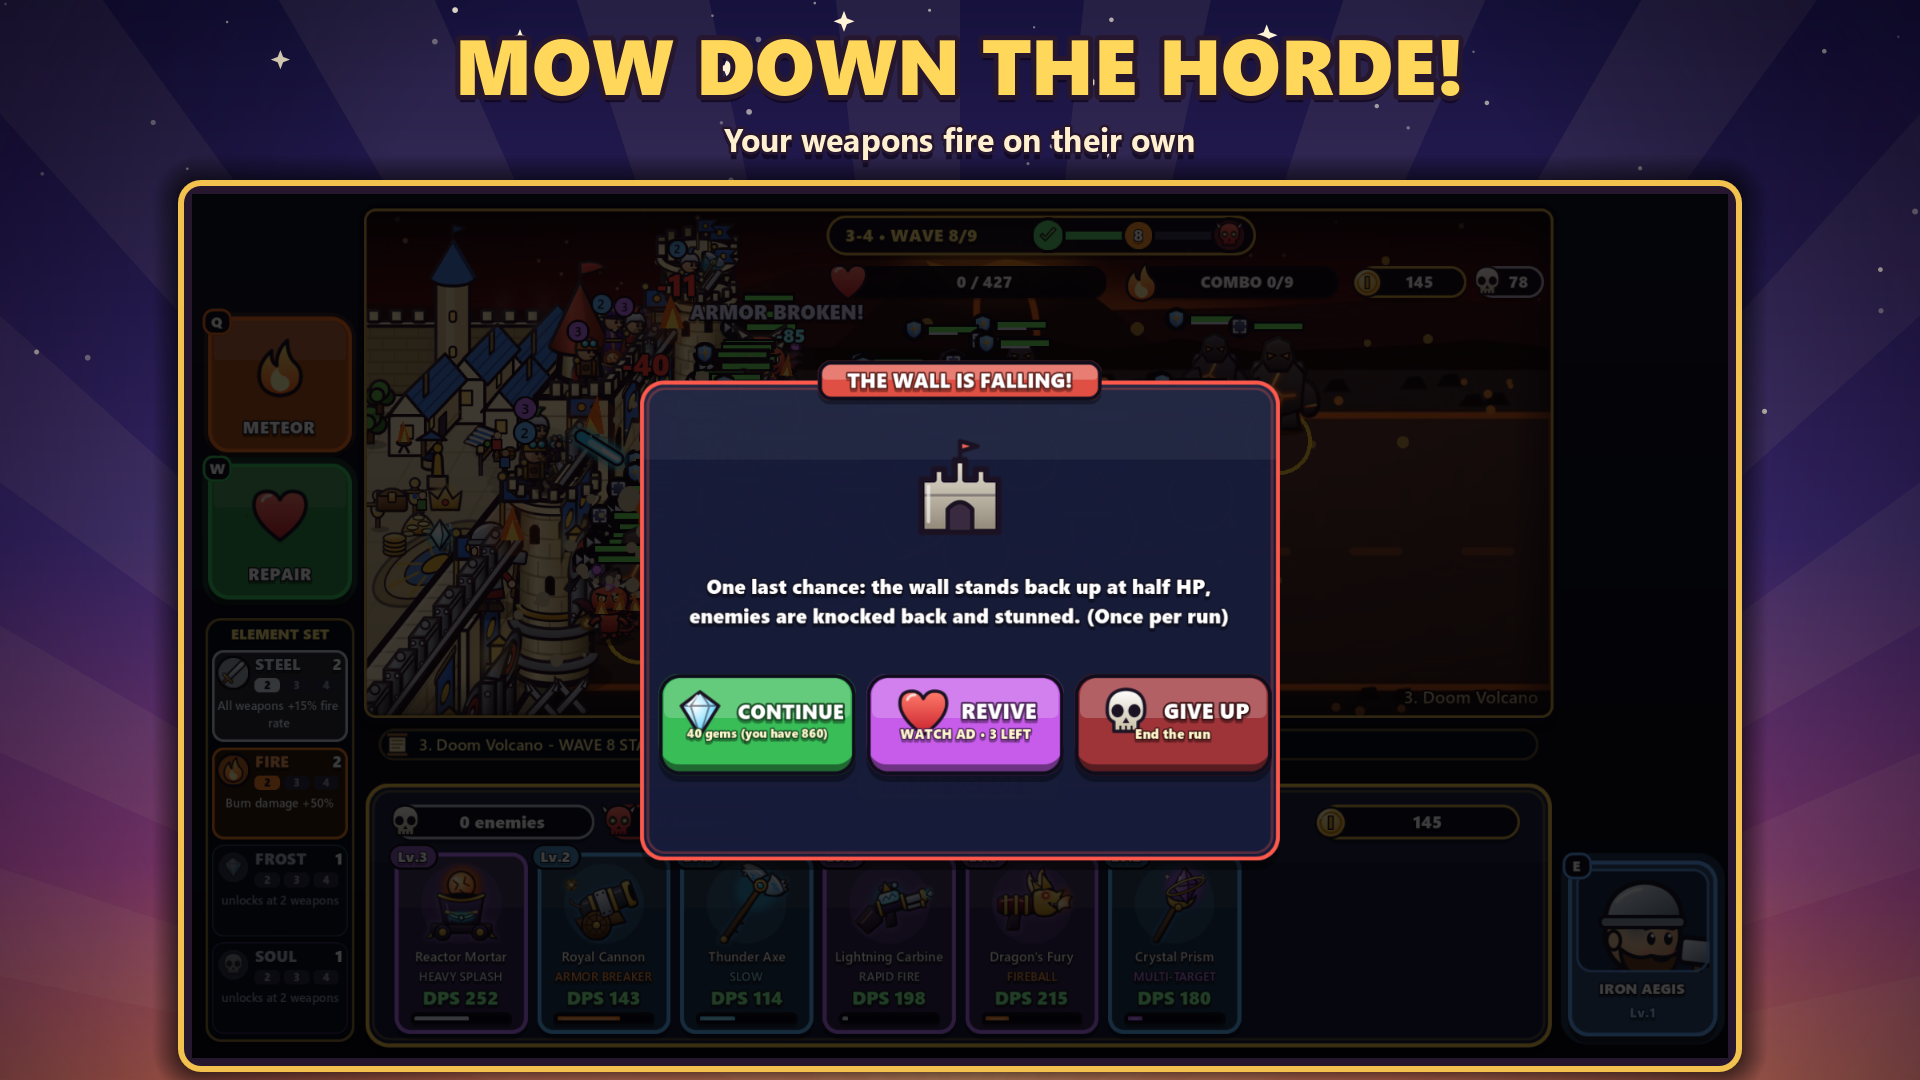 MOW DOWN THE HORDE!
Your weapons fire on their own
3-4 • WAVE 8/9
8
0 / 427
COMBO 0/9
145
78
-11
ARMOR BROKEN!
-85
-40
2
2
3
3
3
2
Q
METEOR
W
REPAIR
THE WALL IS FALLING!
One last chance: the wall stands back up at half HP,
enemies are knocked back and stunned. (Once per run)
CONTINUE
40 gems (you have 860)
REVIVE
WATCH AD • 3 LEFT
GIVE UP
End the run
ELEMENT SET
STEEL 2
2 3 4
All weapons +15% fire
rate
FIRE 2
2 3 4
Burn damage +50%
FROST 1
2 3 4
unlocks at 2 weapons
SOUL 1
2 3 4
unlocks at 2 weapons
3. Doom Volcano
3. Doom Volcano - WAVE 8
0 enemies
145
Lv.3
Reactor Mortar
HEAVY SPLASH
DPS 252
Lv.2
Royal Cannon
ARMOR BREAKER
DPS 143
Thunder Axe
SLOW
DPS 114
Lightning Carbine
RAPID FIRE
DPS 198
Dragon's Fury
FIREBALL
DPS 215
Crystal Prism
MULTI-TARGET
DPS 180
E
IRON AEGIS
Lv.1